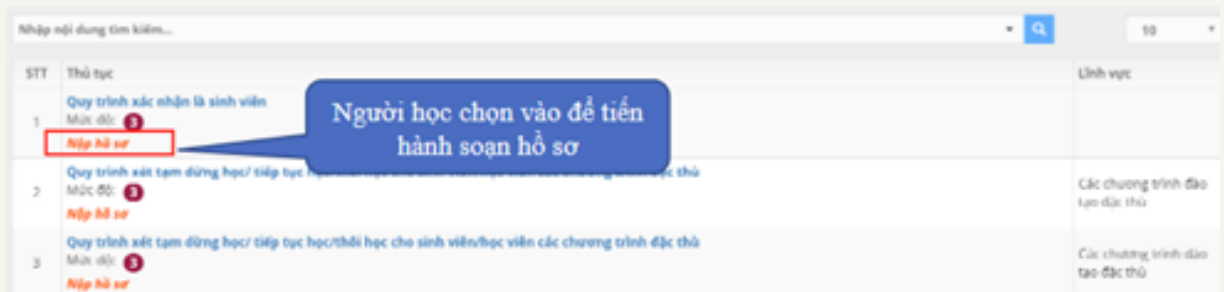 Nhập nội dung tìm kiếm...
10
STT Thủ tục Lĩnh vực
Quy trình xác nhận là sinh viên
1 Mức độ: 3
Nộp hồ sơ
Người học chọn vào để tiến
hành soạn hồ sơ
Quy trình xét tạm dừng học/ tiếp tục đặc thù
2 Mức độ: 3
Nộp hồ sơ
Các chương trình đào
tạo đặc thù
Quy trình xét tạm dừng học/ tiếp tục học/thôi học cho sinh viên/học viên các chương trình đặc thù
3 Mức độ: 3
Nộp hồ sơ
Các chương trình đào
tạo đặc thù